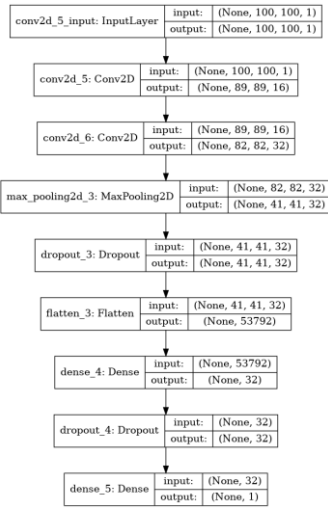 conv2d_5_input: InputLayer
input: (None, 100, 100, 1)
output: (None, 100, 100, 1)
conv2d_5: Conv2D
input: (None, 100, 100, 1)
output: (None, 89, 89, 16)
conv2d_6: Conv2D
input: (None, 89, 89, 16)
output: (None, 82, 82, 32)
max_pooling2d_3: MaxPooling2D
input: (None, 82, 82, 32)
output: (None, 41, 41, 32)
dropout_3: Dropout
input: (None, 41, 41, 32)
output: (None, 41, 41, 32)
flatten_3: Flatten
input: (None, 41, 41, 32)
output: (None, 53792)
dense_4: Dense
input: (None, 53792)
output: (None, 32)
dropout_4: Dropout
input: (None, 32)
output: (None, 32)
dense_5: Dense
input: (None, 32)
output: (None, 1)